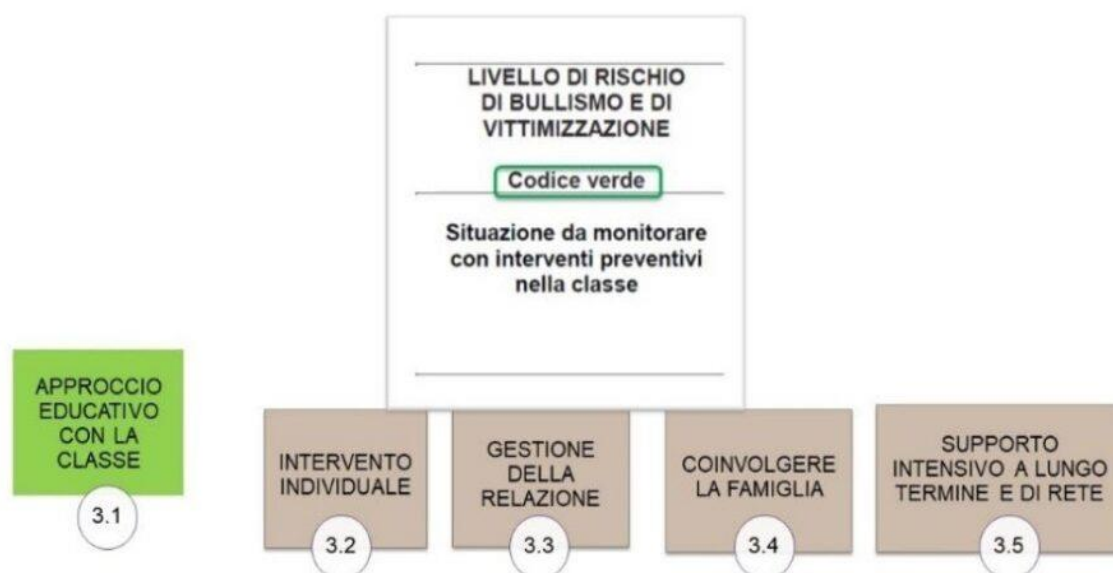 LIVELLO DI RISCHIO
DI BULLISMO E DI
VITTIMIZZAZIONE
Codice verde
Situazione da monitorare
con interventi preventivi
nella classe
APPROCCIO
EDUCATIVO
CON LA
CLASSE
3.1
INTERVENTO
INDIVIDUALE
3.2
GESTIONE
DELLA
RELAZIONE
3.3
COINVOLGERE
LA FAMIGLIA
3.4
SUPPORTO
INTENSIVO A LUNGO
TERMINE E DI RETE
3.5